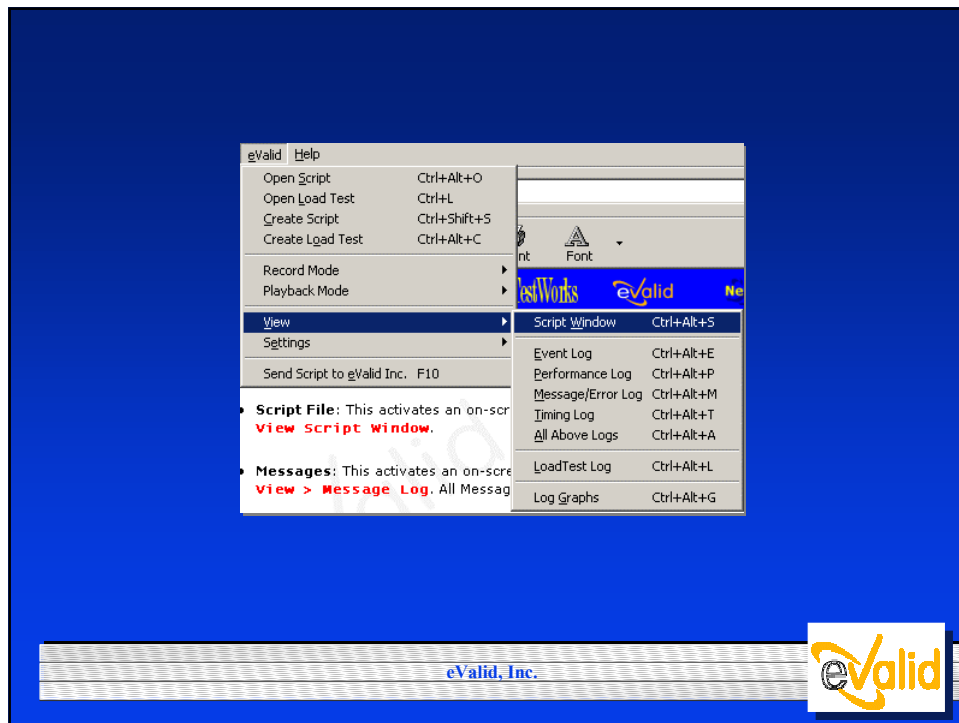 eValid Help
Open Script Ctrl+Alt+O
Open Load Test Ctrl+L
Create Script Ctrl+Shift+S
Create Load Test Ctrl+Alt+C
nt Font
Record Mode
Playback Mode
estWorks eValid Ne
View
Settings
Send Script to eValid Inc. F10
Script Window Ctrl+Alt+S
Event Log Ctrl+Alt+E
Performance Log Ctrl+Alt+P
Message/Error Log Ctrl+Alt+M
Timing Log Ctrl+Alt+T
All Above Logs Ctrl+Alt+A
LoadTest Log Ctrl+Alt+L
Log Graphs Ctrl+Alt+G
• Script File: This activates an on-scr
View Script Window.
• Messages: This activates an on-scre
View > Message Log. All Messag
eValid, Inc.
eValid